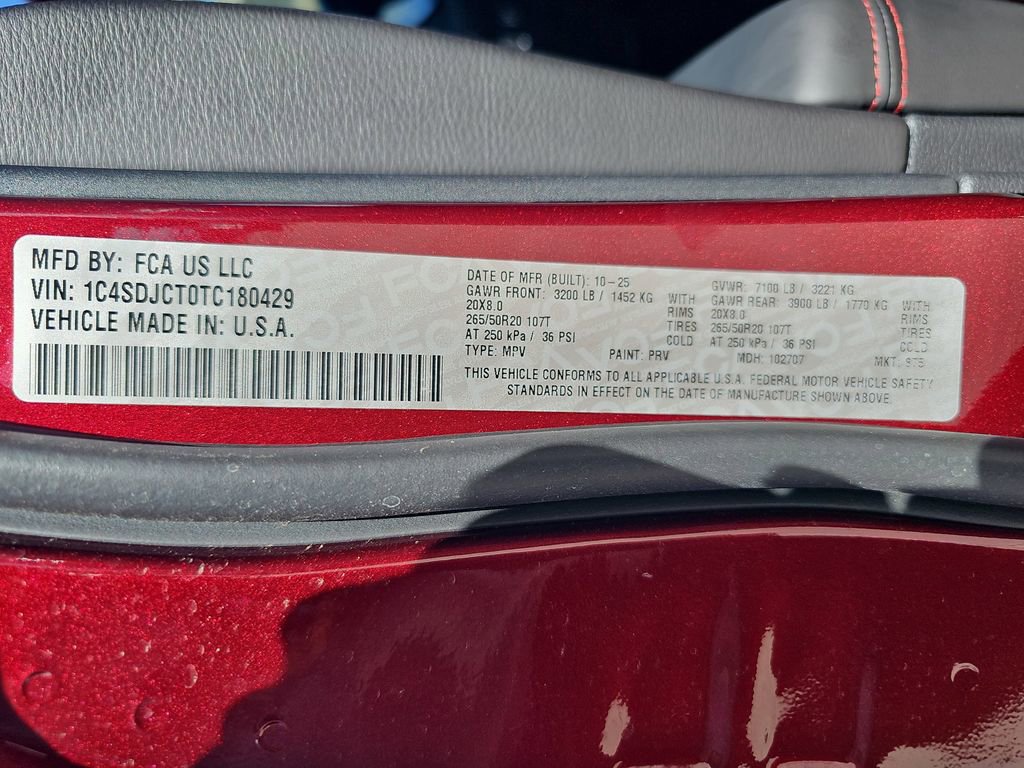 MFD BY: FCA US LLC
VIN: 1C4SDJCT0TC180429
VEHICLE MADE IN: U.S.A.
DATE OF MFR (BUILT): 10-25
GAWR FRONT: 3200 LB / 1452 KG WITH
20X8.0 RIMS
265/50R20 107T TIRES
AT 250 kPa / 36 PSI COLD
GVWR: 7100 LB / 3221 KG
GAWR REAR: 3900 LB / 1770 KG WITH
20X8.0 RIMS
265/50R20 107T TIRES
AT 250 kPa / 36 PSI COLD
TYPE: MPV PAINT: PRV MDH: 102707 MKT:
THIS VEHICLE CONFORMS TO ALL APPLICABLE U.S.A. FEDERAL MOTOR VEHICLE SAFETY
STANDARDS IN EFFECT ON THE DATE OF MANUFACTURE SHOWN ABOVE.